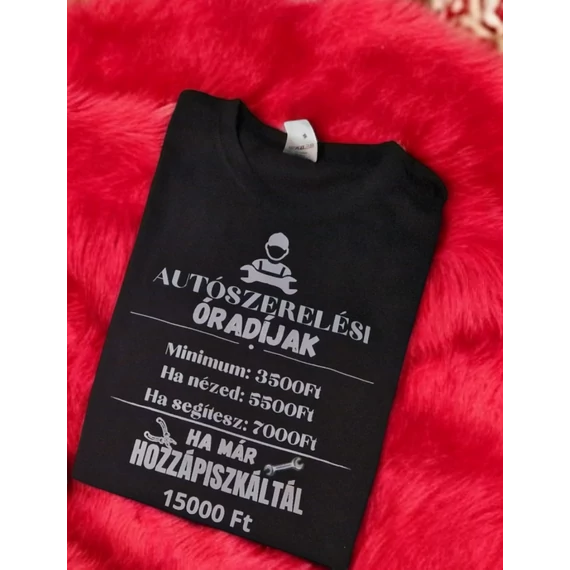 AUTÓSZERELÉSI
ÓRADÍJAK
Minimum: 3500Ft
Ha nézed: 5500Ft
Ha segítesz: 7000Ft
HA MÁR
HOZZÁPISZKÁLTÁL
15000 Ft